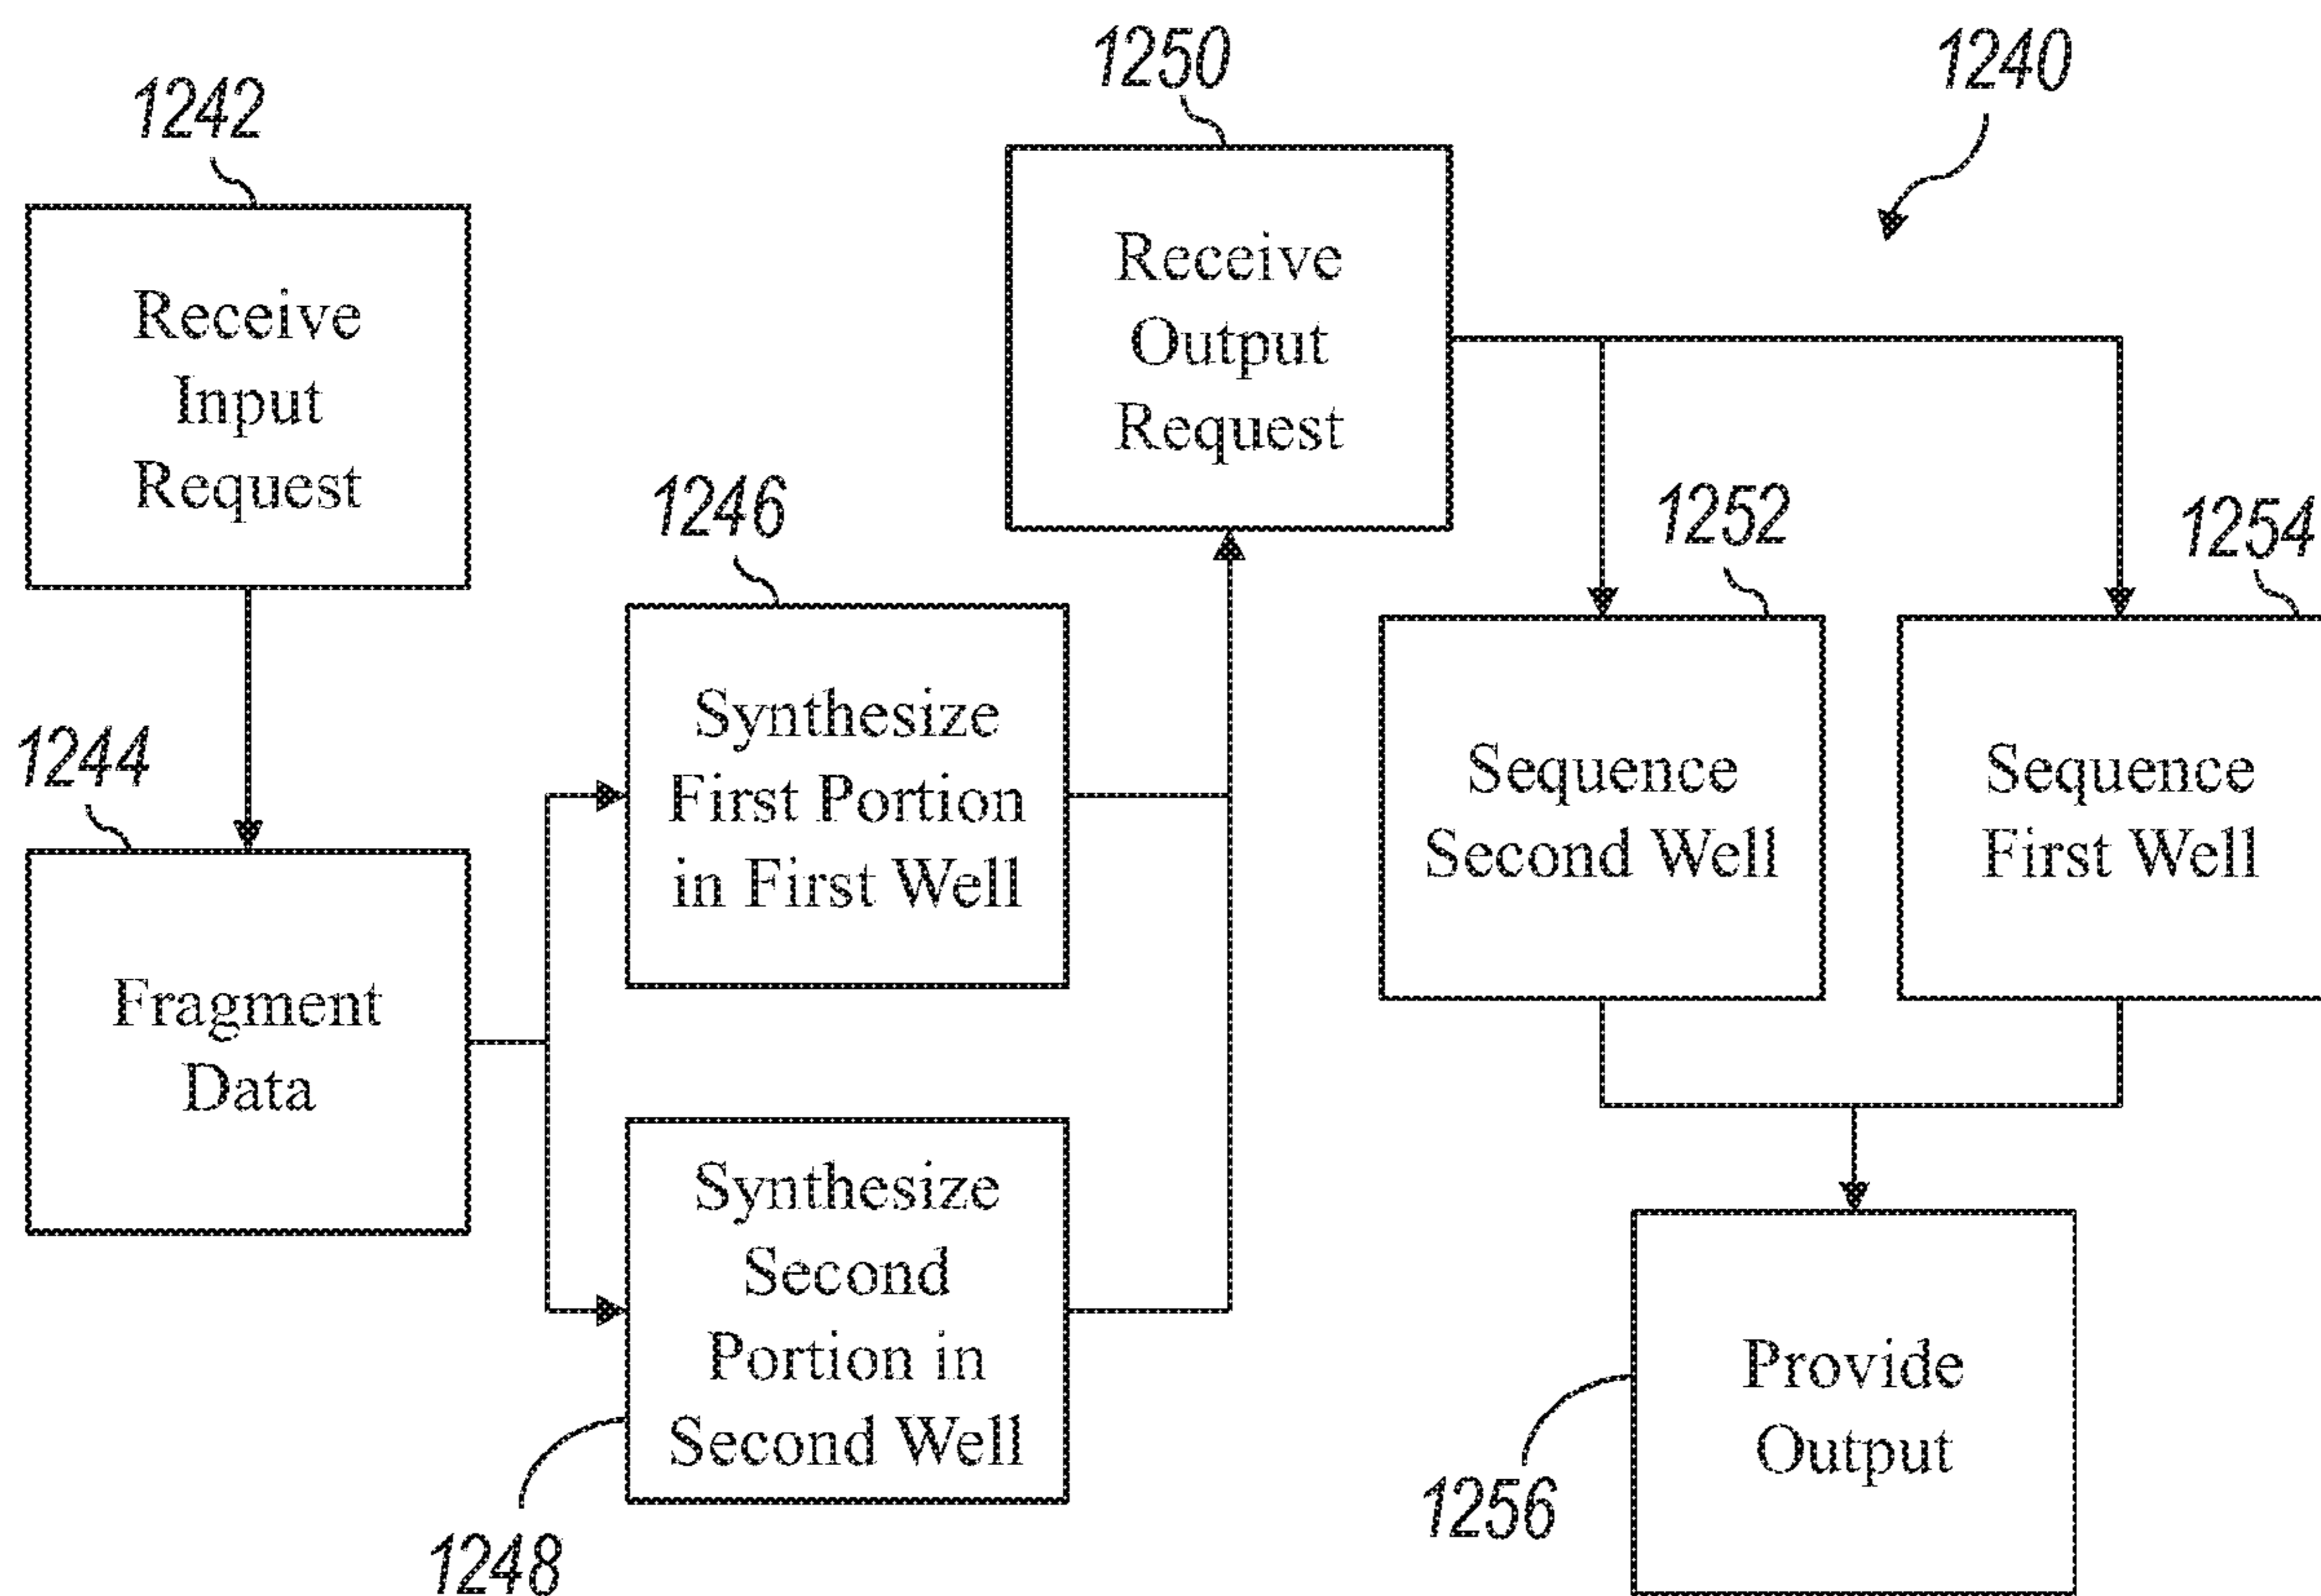 1242
Receive
Input
Request
1244
Fragment
Data
1246
Synthesize
First Portion
in First Well
1248
Synthesize
Second
Portion in
Second Well
1250
Receive
Output
Request
1240
1252
Sequence
Second Well
1254
Sequence
First Well
1256
Provide
Output